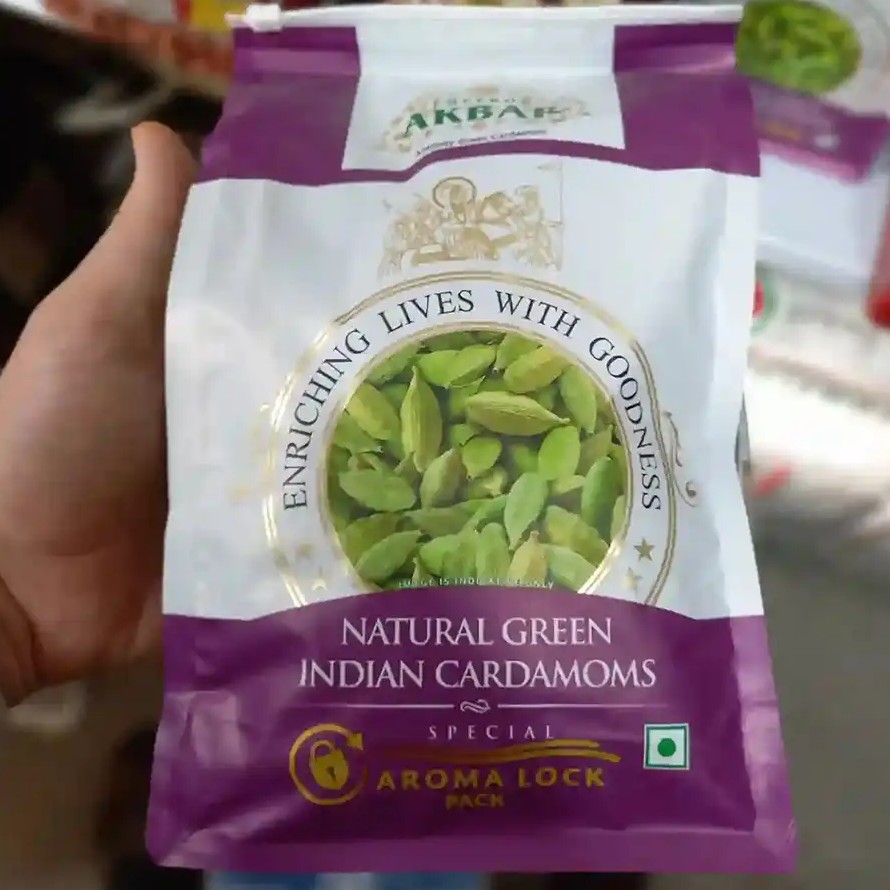 AKBAR
ENRICHING LIVES WITH GOODNESS
NATURAL GREEN
INDIAN CARDAMOMS
SPECIAL
AROMA LOCK
PACK